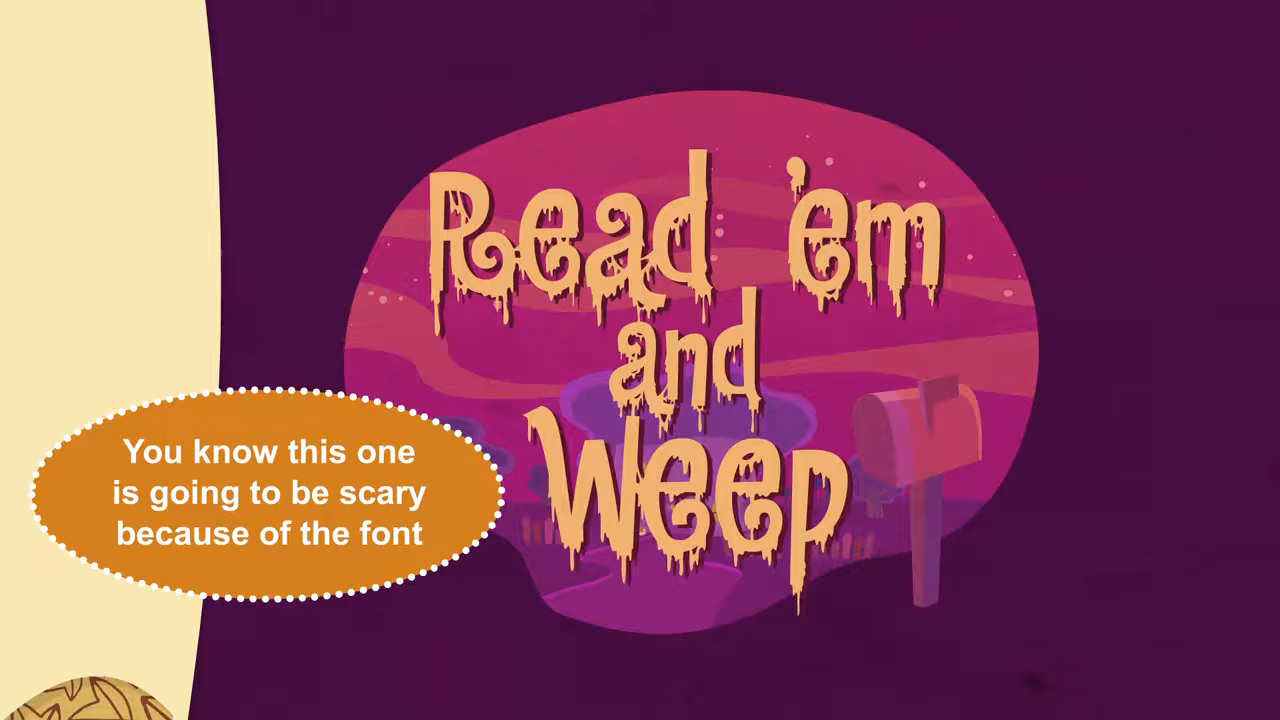 Read 'em
and
Weep
You know this one
is going to be scary
because of the font